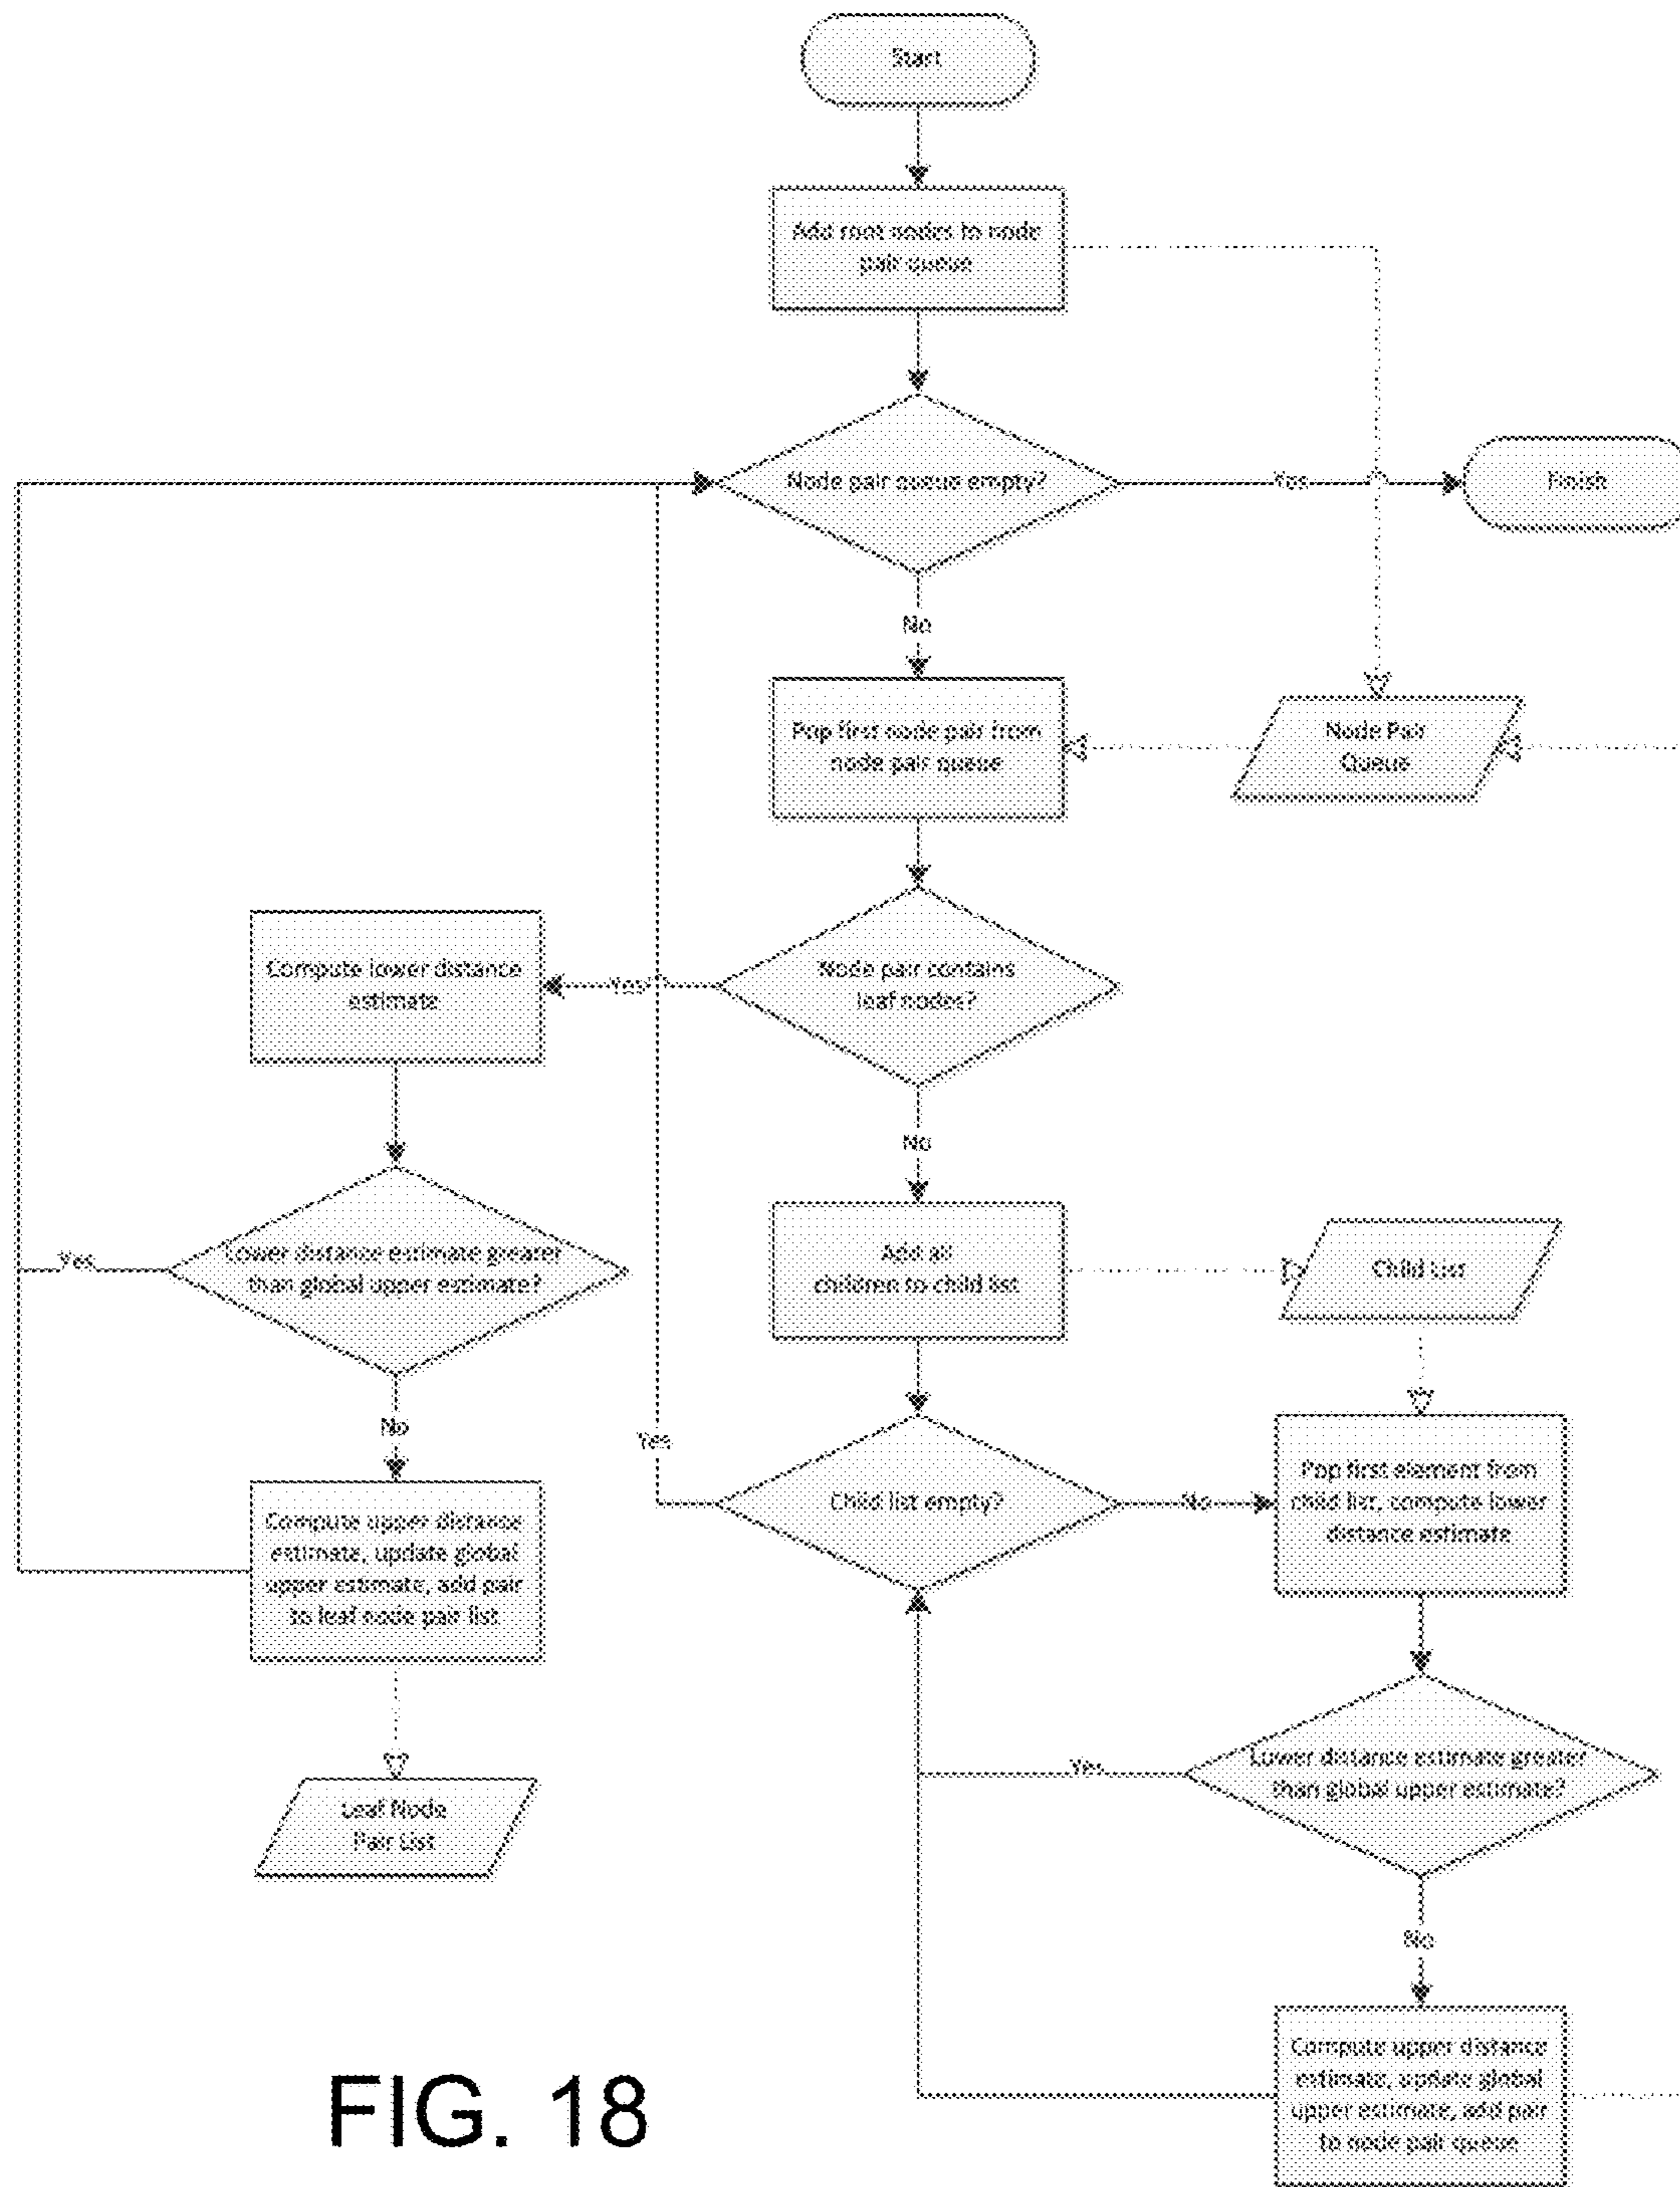 Start
Add root nodes to node
pair queue
Node pair queue empty?
Yes
Finish
No
Pop first node pair from
node pair queue
Node Pair
Queue
Node pair contains
leaf nodes?
Yes
Compute lower distance
estimate
No
Lower distance estimate greater
than global upper estimate?
Yes
No
Compute upper distance
estimate, update global
upper estimate, add pair
to leaf node pair list
Leaf Node
Pair List
Add all
children to child list
Child List
Child list empty?
Yes
No
Pop first element from
child list, compute lower
distance estimate
Lower distance estimate greater
than global upper estimate?
Yes
No
Compute upper distance
estimate, update global
upper estimate, add pair
to node pair queue
FIG. 18